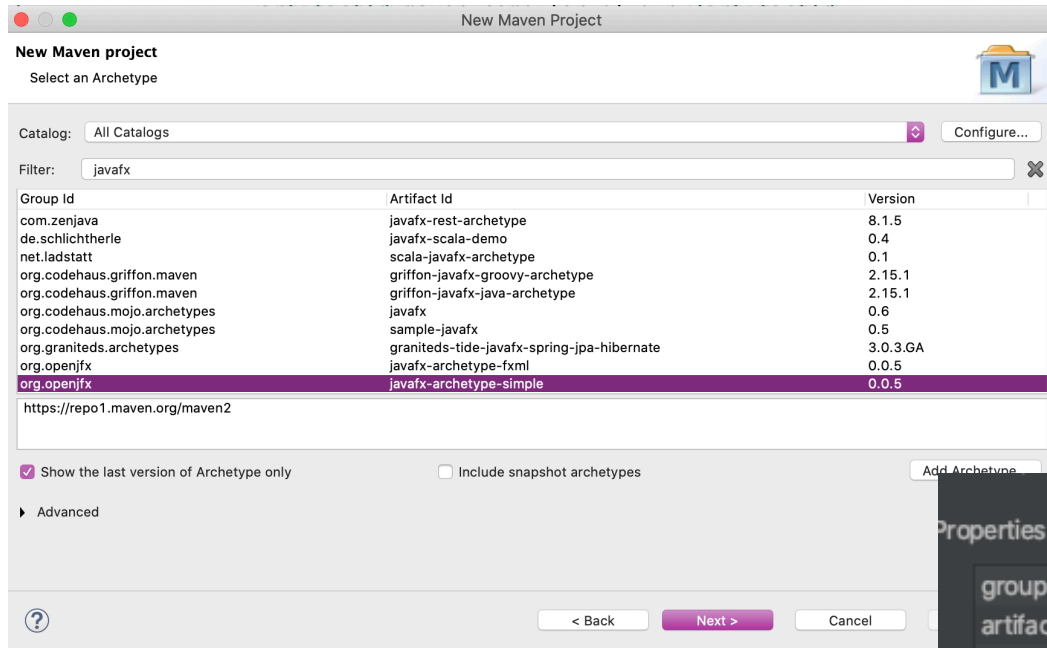 New Maven Project
New Maven project
Select an Archetype
M
Catalog: All Catalogs Configure...
Filter: javafx
Group Id Artifact Id Version
com.zenjava javafx-rest-archetype 8.1.5
de.schlichtherle javafx-scala-demo 0.4
net.ladstatt scala-javafx-archetype 0.1
org.codehaus.griffon.maven griffon-javafx-groovy-archetype 2.15.1
org.codehaus.griffon.maven griffon-javafx-java-archetype 2.15.1
org.codehaus.mojo.archetypes javafx 0.6
org.codehaus.mojo.archetypes sample-javafx 0.5
org.graniteds.archetypes graniteds-tide-javafx-spring-jpa-hibernate 3.0.3.GA
org.openjfx javafx-archetype-fxml 0.0.5
org.openjfx javafx-archetype-simple 0.0.5
https://repo1.maven.org/maven2
Show the last version of Archetype only Include snapshot archetypes Add Archetype...
Advanced
Properties
group
artifac
? < Back Next > Cancel